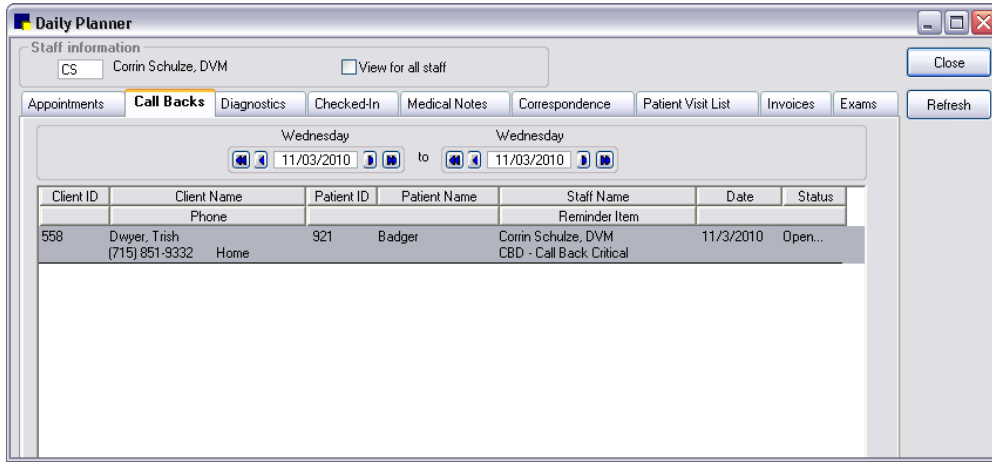 Daily Planner
Staff information
CS Corrin Schulze, DVM View for all staff
Close
Appointments Call Backs Diagnostics Checked-In Medical Notes Correspondence Patient Visit List Invoices Exams
Refresh
Wednesday Wednesday
11/03/2010 to 11/03/2010
Client ID Client Name Patient ID Patient Name Staff Name Date Status
Phone Reminder Item
558 Dwyer, Trish 921 Badger Corrin Schulze, DVM 11/3/2010 Open...
(715) 851-9332 Home CBD - Call Back Critical